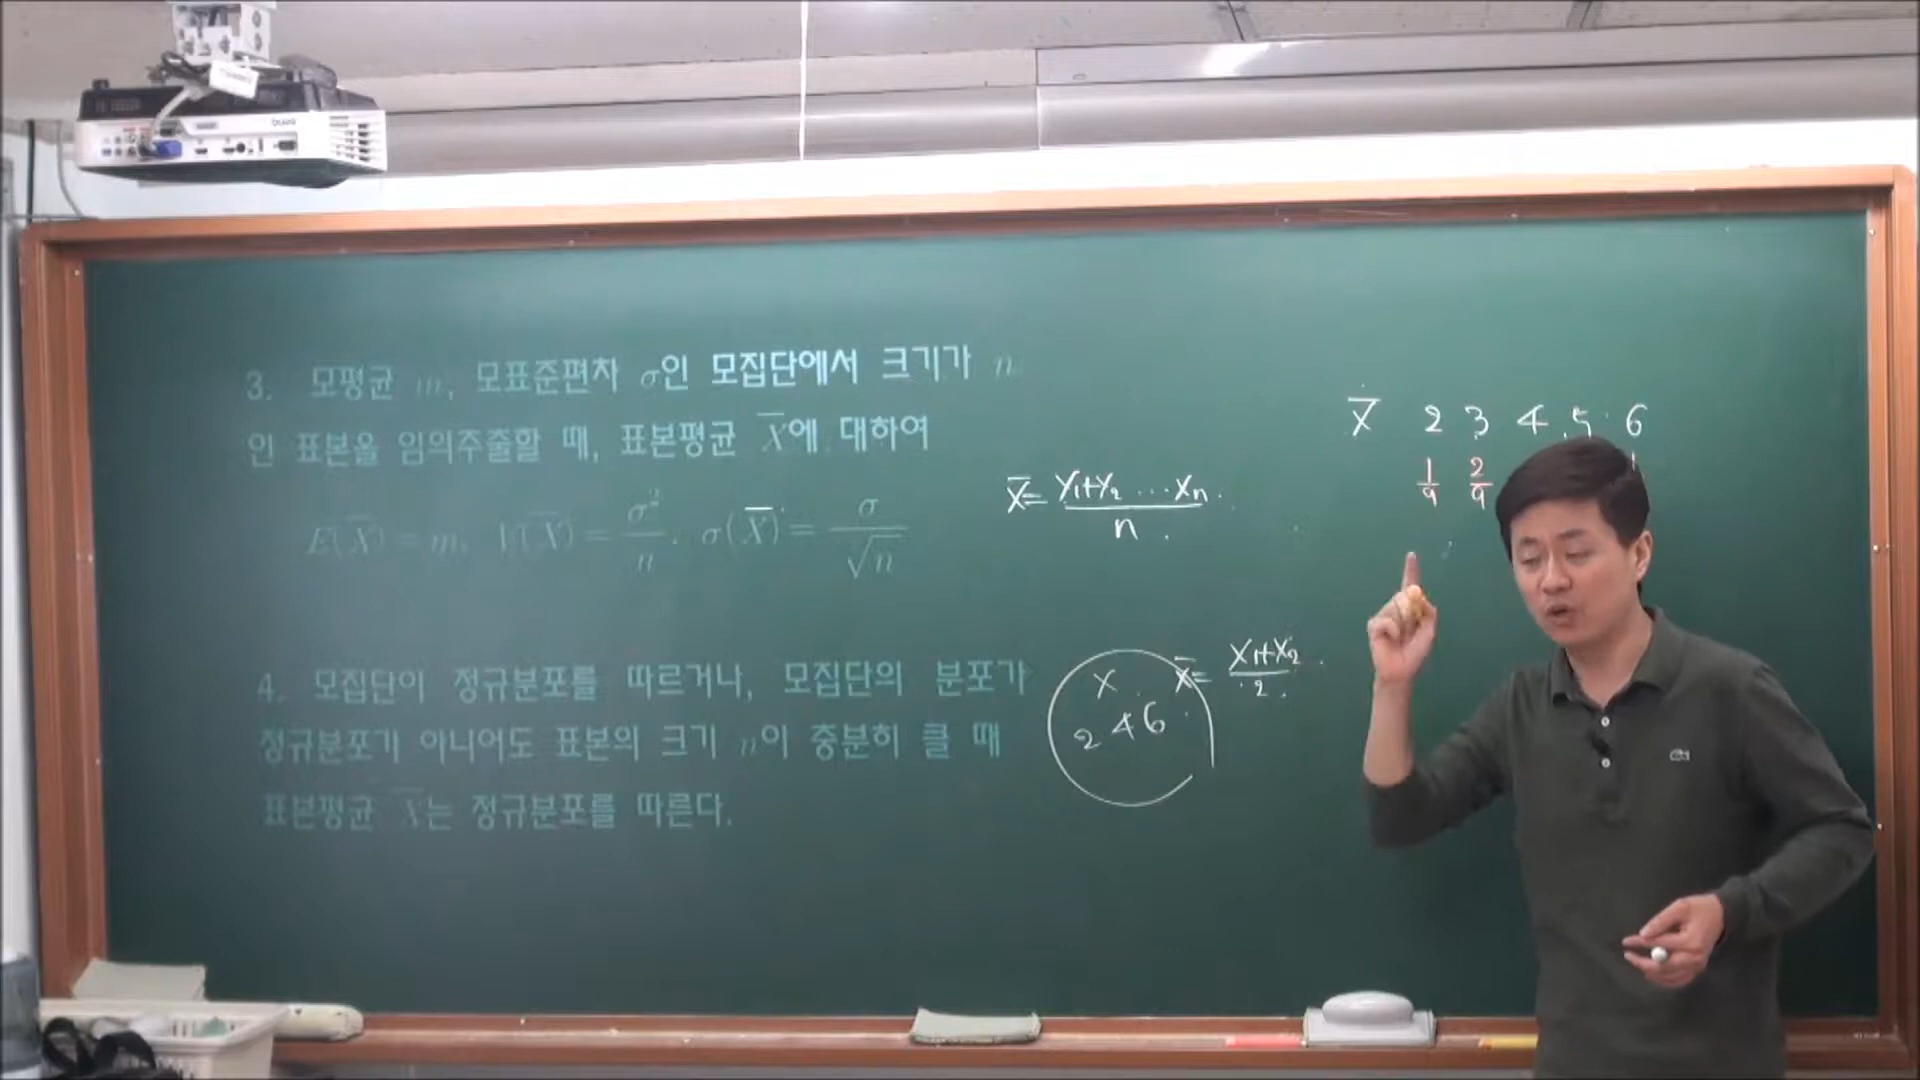 3. 모평균 m, 모표준편차 σ인 모집단에서 크기가 n
인 표본을 임의추출할 때, 표본평균 X̅에 대하여
E(X̅) = m, V(X̅) = σ²/n, σ(X̅) = σ/√n
4. 모집단이 정규분포를 따르거나, 모집단의 분포가
정규분포가 아니어도 표본의 크기 n이 충분히 클 때
표본평균 X̅는 정규분포를 따른다.
X̅ = X₁+X₂ ... Xn / n
X
2 4 6
X̅ = X₁+X₂ / 2
X̅ 2 3 4 5 6
1/9 2/9
BenQ